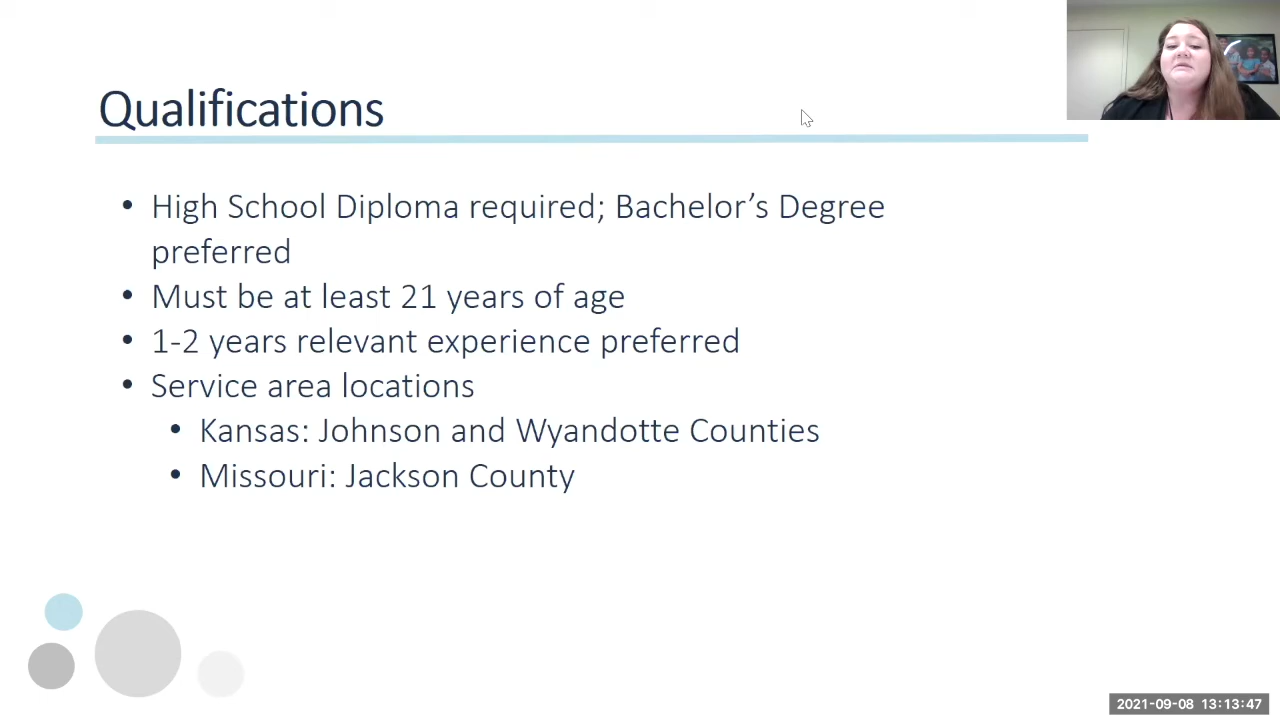 Qualifications
• High School Diploma required; Bachelor’s Degree
preferred
• Must be at least 21 years of age
• 1-2 years relevant experience preferred
• Service area locations
• Kansas: Johnson and Wyandotte Counties
• Missouri: Jackson County
2021-09-08 13:13:47